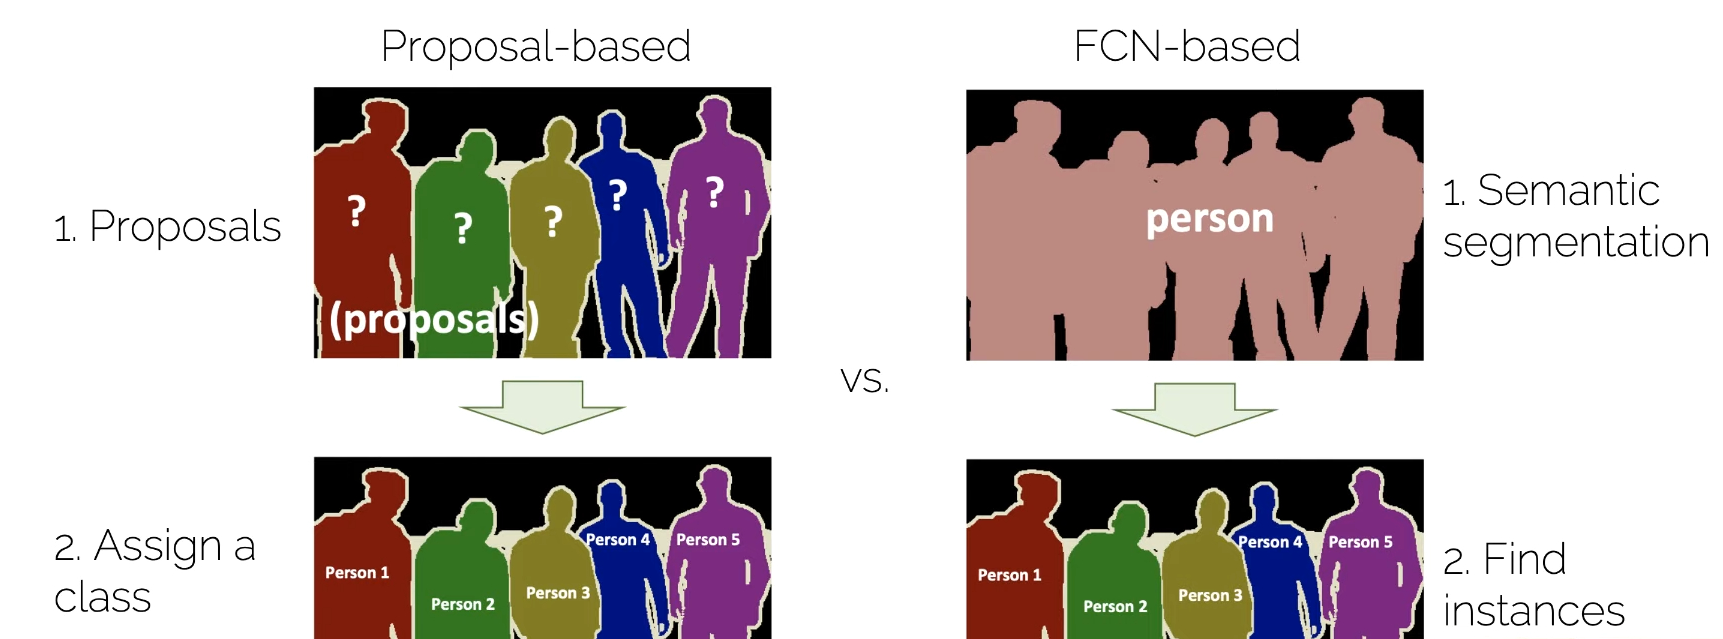 Proposal-based
FCN-based
1. Proposals
?
?
?
?
?
(proposals)
person
1. Semantic
segmentation
vs.
2. Assign a
class
Person 1
Person 2
Person 3
Person 4
Person 5
Person 1
Person 2
Person 3
Person 4
Person 5
2. Find
instances